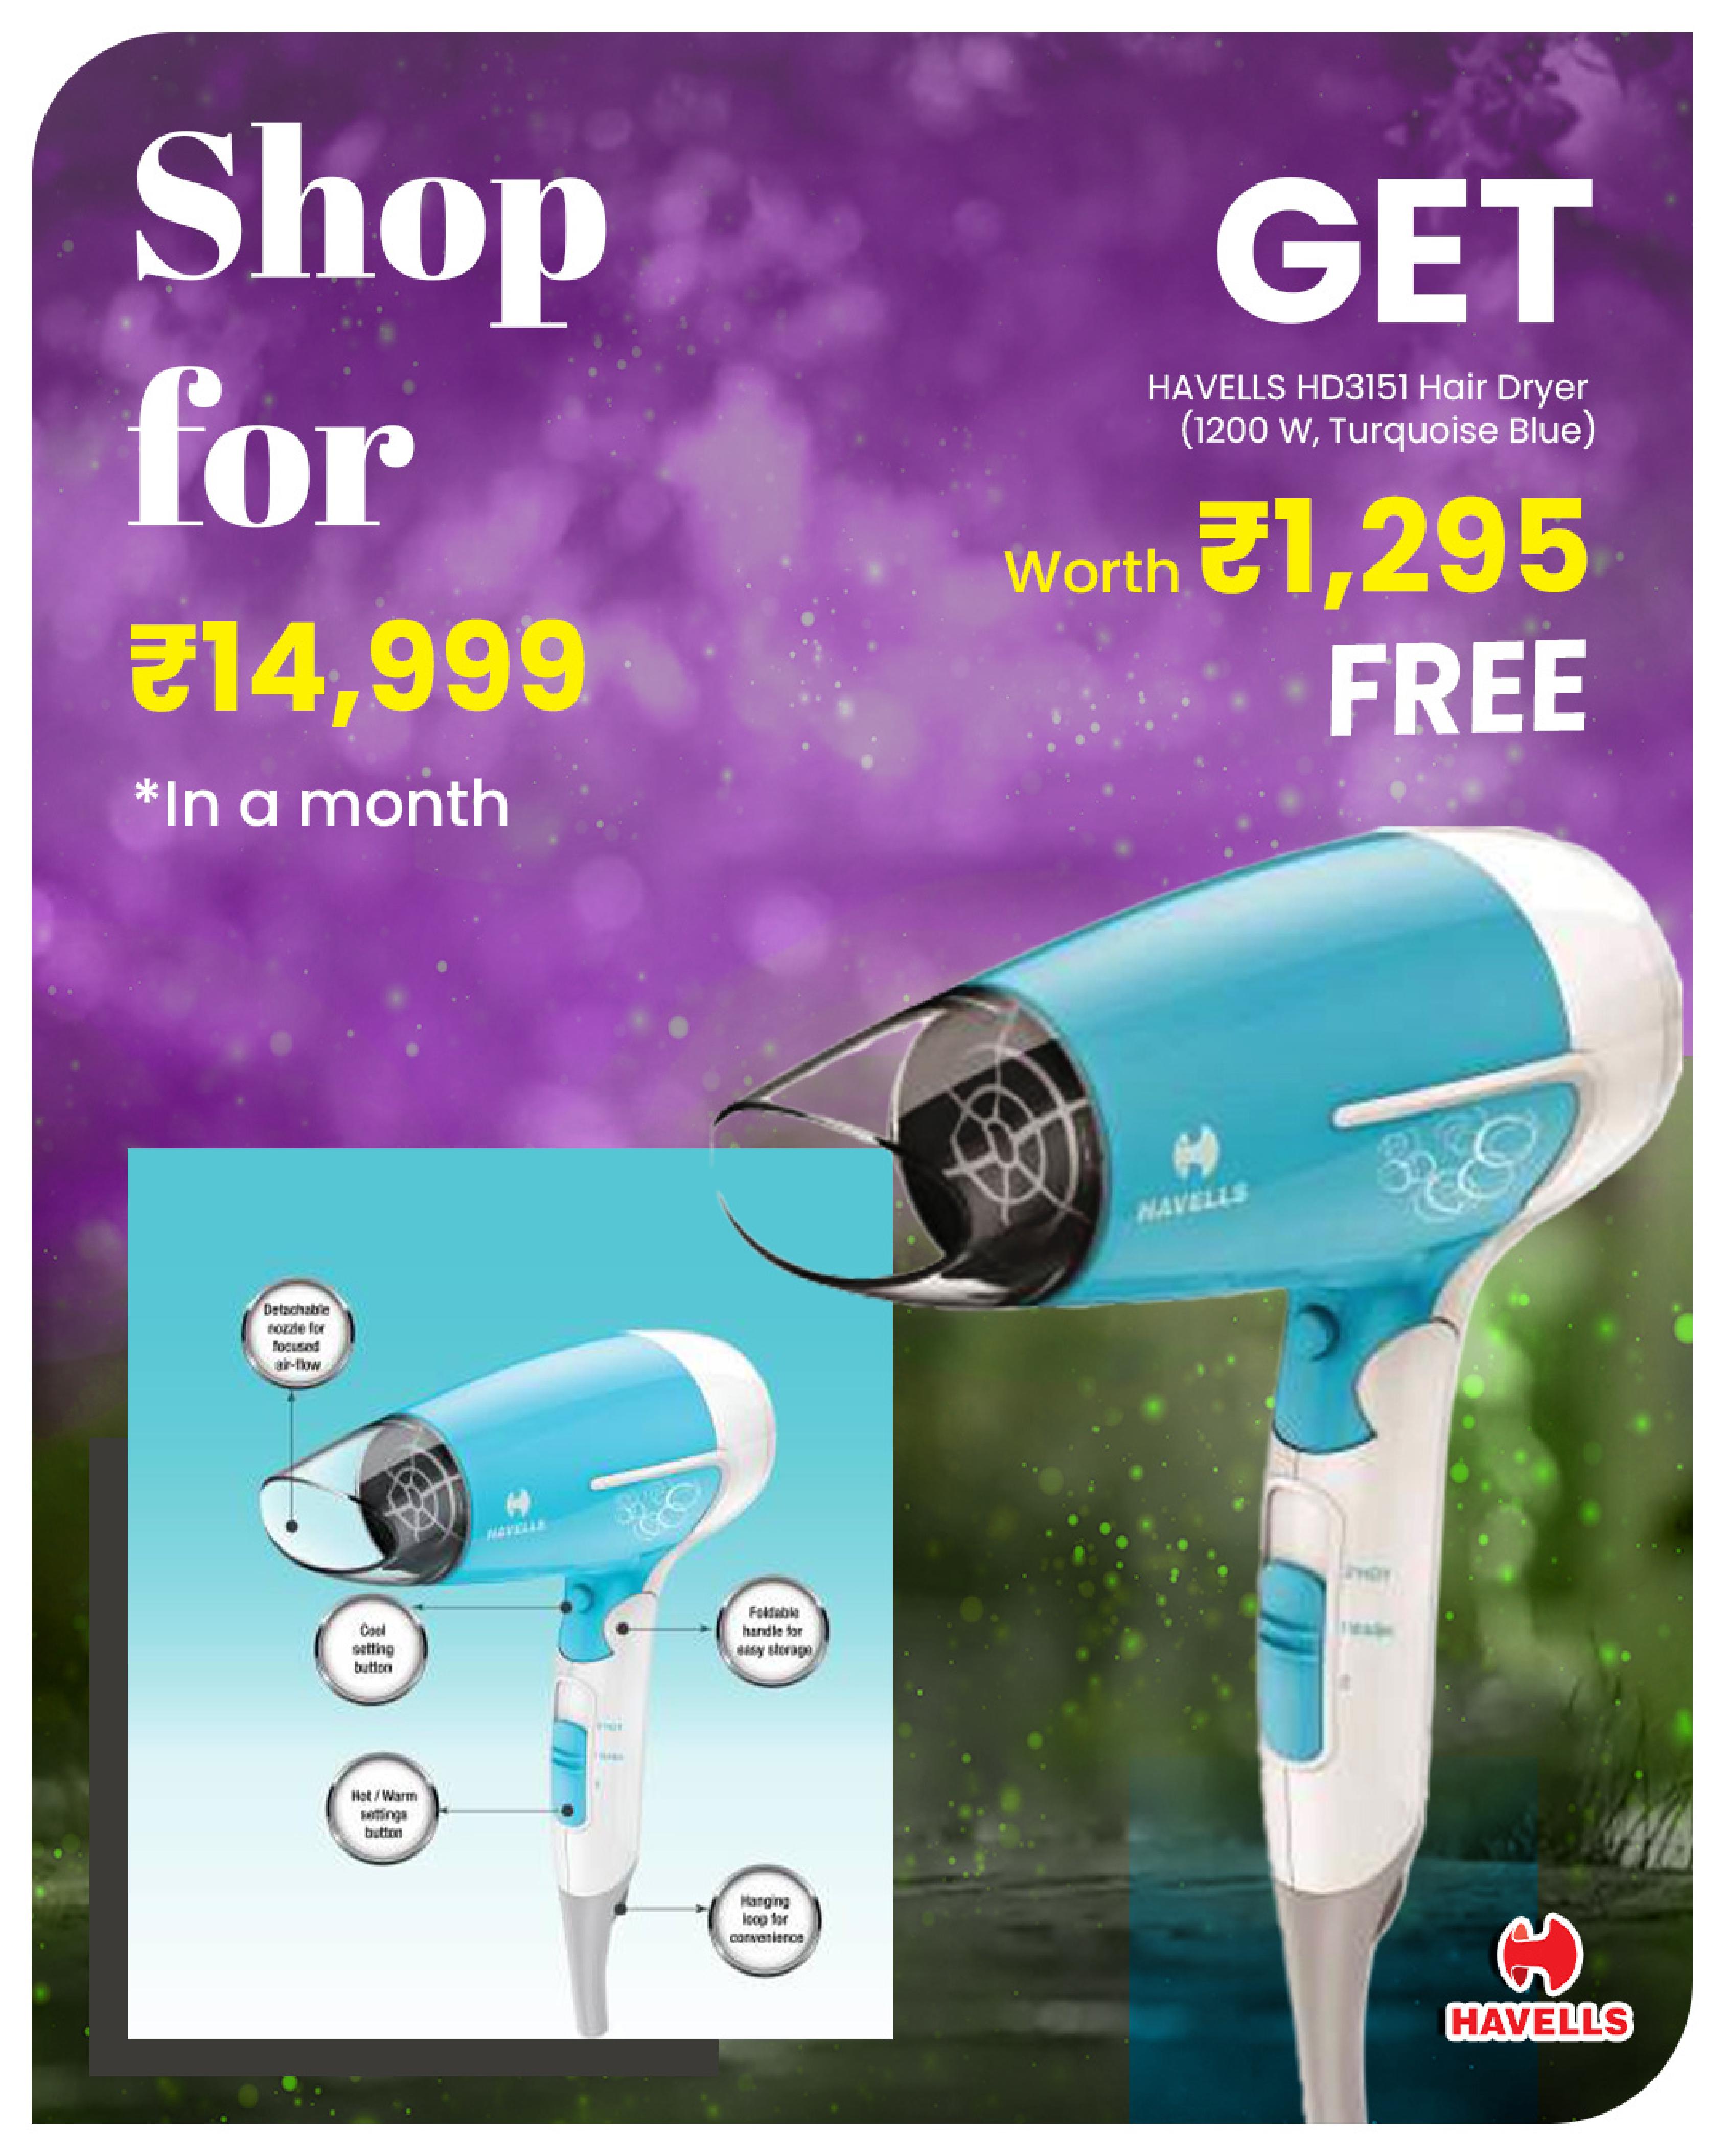 Shop
for
₹14,999
*In a month
GET
HAVELLS HD3151 Hair Dryer
(1200 W, Turquoise Blue)
Worth ₹1,295
FREE
HAVELLS
Detachable
nozzle for
focused
air-flow
HAVELLS
Cool
setting
button
Foldable
handle for
easy storage
Hot / Warm
settings
button
Hanging
loop for
convenience
HAVELLS